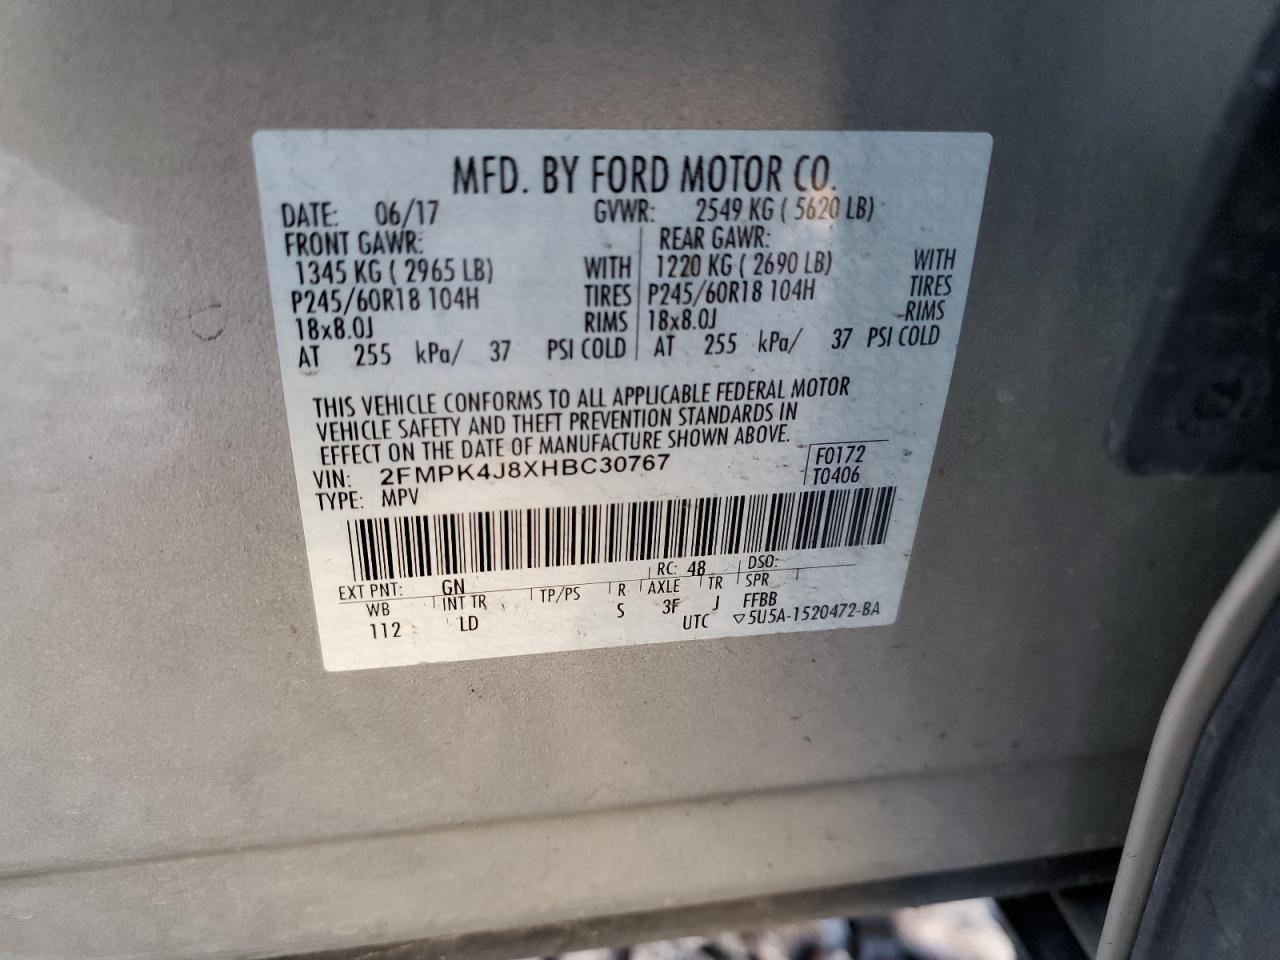 MFD. BY FORD MOTOR CO.
DATE: 06/17 GVWR: 2549 KG ( 5620 LB)
FRONT GAWR: REAR GAWR:
1345 KG ( 2965 LB) WITH 1220 KG ( 2690 LB) WITH
P245/60R18 104H TIRES P245/60R18 104H TIRES
18x8.0J RIMS 18x8.0J RIMS
AT 255 kPa/ 37 PSI COLD AT 255 kPa/ 37 PSI COLD
THIS VEHICLE CONFORMS TO ALL APPLICABLE FEDERAL MOTOR
VEHICLE SAFETY AND THEFT PREVENTION STANDARDS IN
EFFECT ON THE DATE OF MANUFACTURE SHOWN ABOVE.
VIN: 2FMPK4J8XHBC30767 F0172
TYPE: MPV T0406
EXT PNT: GN RC: 48 DSO:
WB INT TR TP/PS R AXLE TR SPR
112 LD S 3F J FFBB
UTC ▽5U5A-1520472-BA